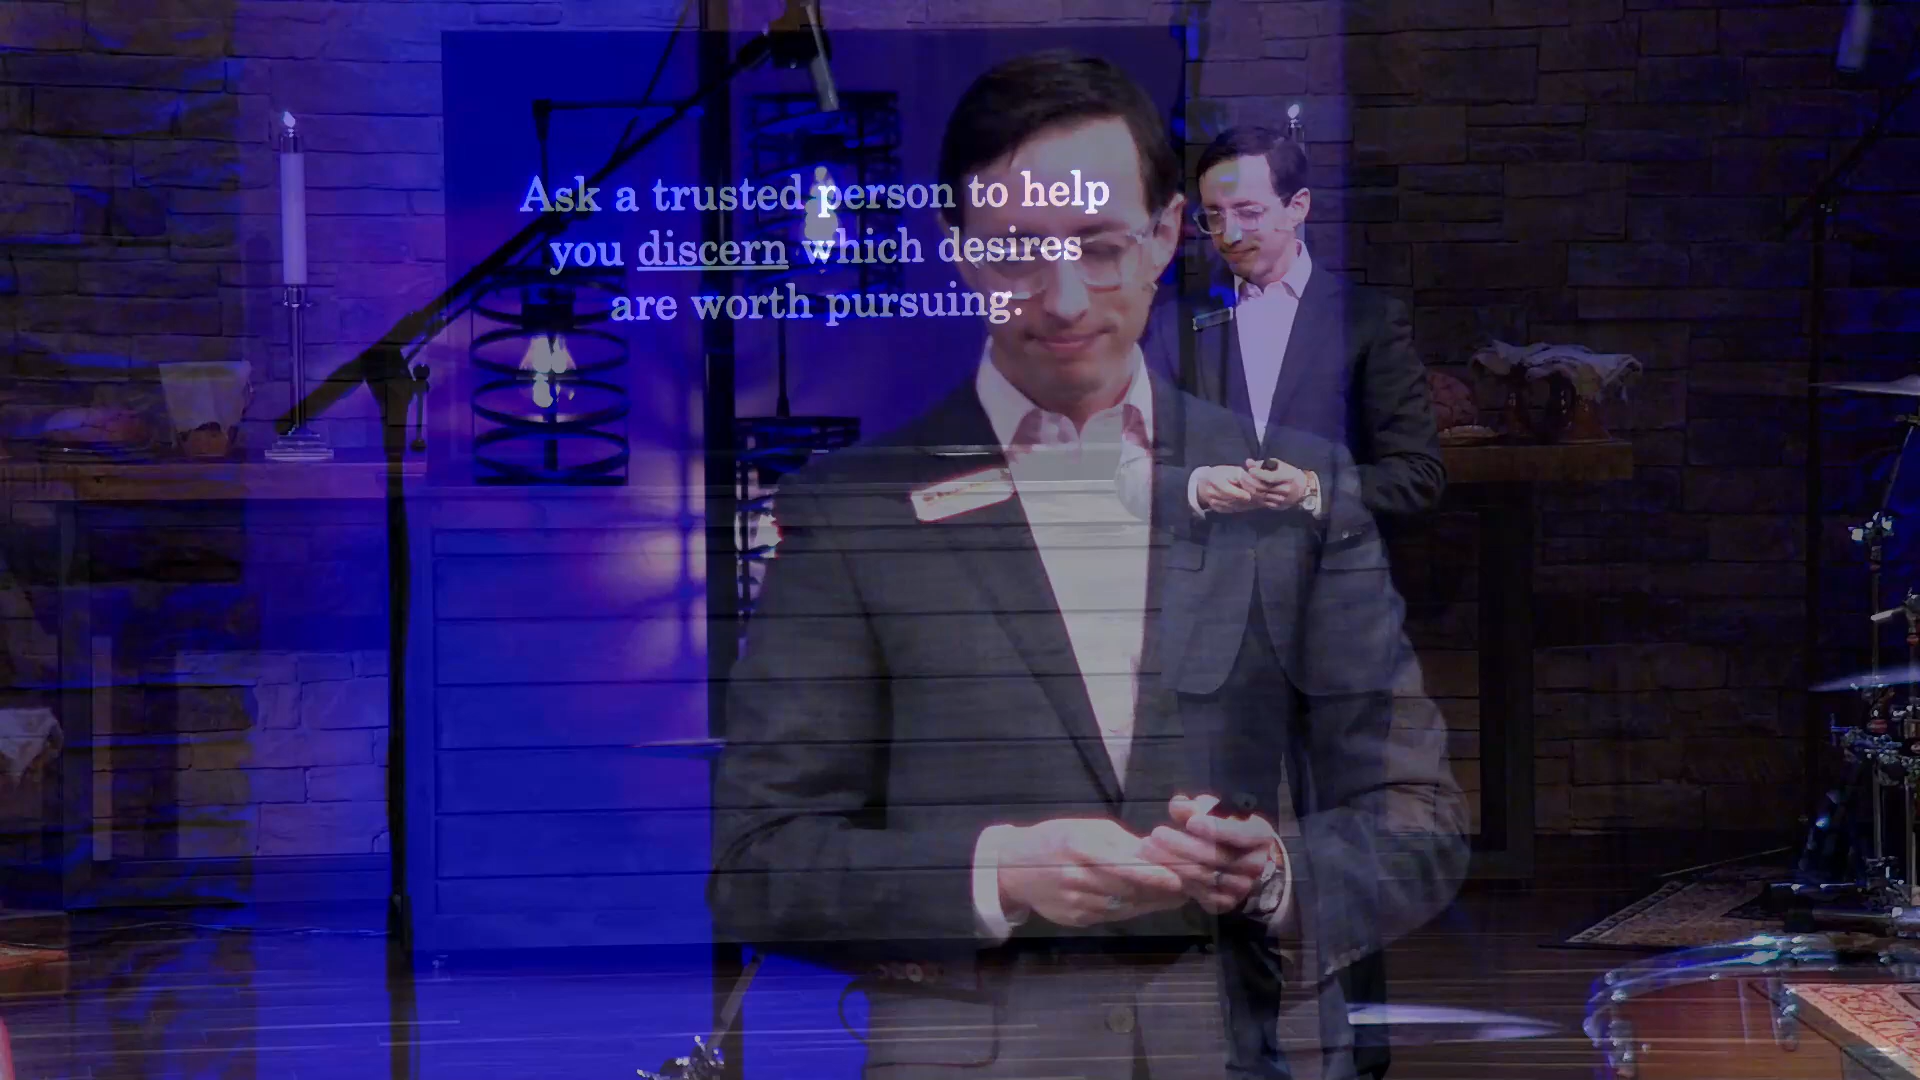 Ask a trusted person to help
you discern which desires
are worth pursuing.